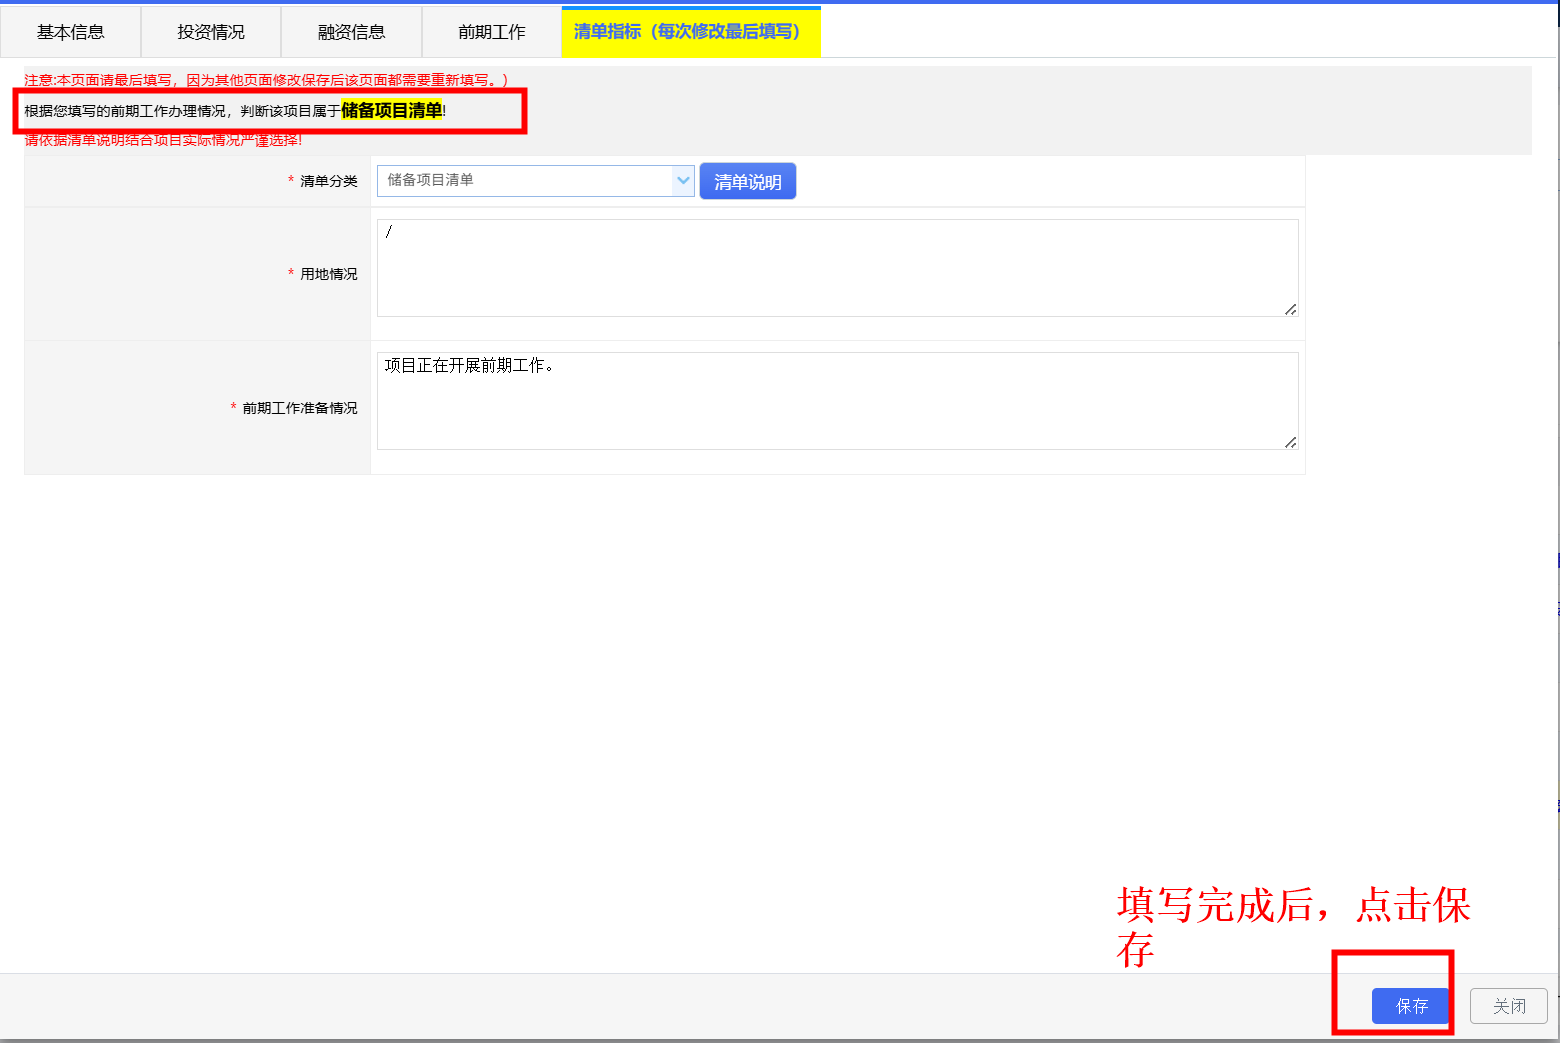 基本信息 投资情况 融资信息 前期工作 清单指标（每次修改最后填写）
注意:本页面请最后填写，因为其他页面修改保存后该页面都需要重新填写。)
根据您填写的前期工作办理情况，判断该项目属于储备项目清单!
请依据清单说明结合项目实际情况严谨选择!
* 清单分类 储备项目清单 清单说明
* 用地情况 /
* 前期工作准备情况 项目正在开展前期工作。
填写完成后，点击保
存
保存 关闭